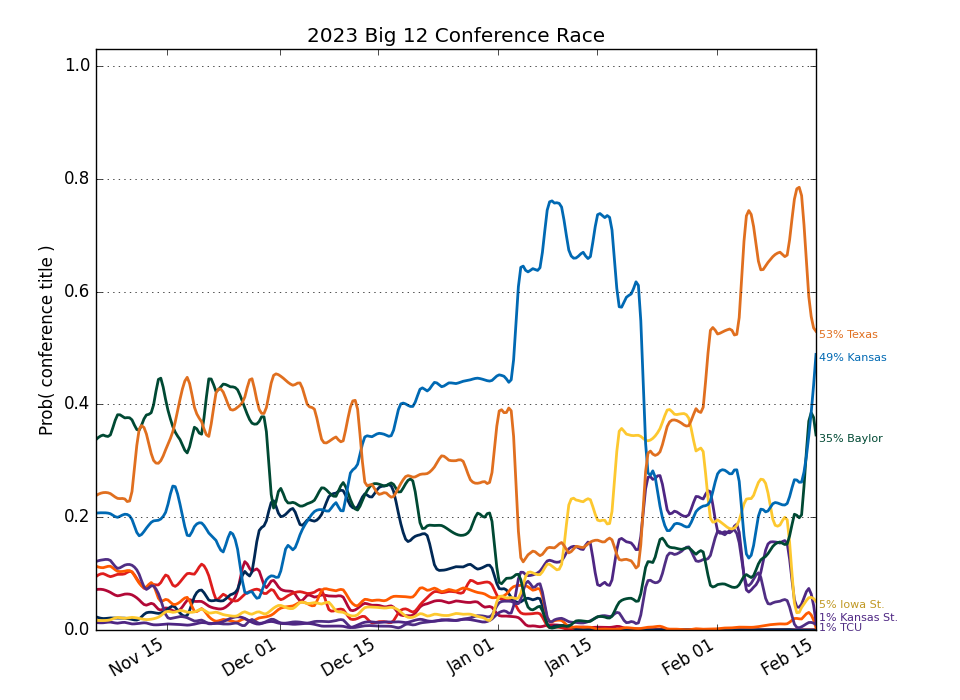 2023 Big 12 Conference Race
Prob( conference title )
1.0
0.8
0.6
0.4
0.2
0.0
Nov 15
Dec 01
Dec 15
Jan 01
Jan 15
Feb 01
Feb 15
53% Texas
49% Kansas
35% Baylor
5% Iowa St.
1% Kansas St.
1% TCU